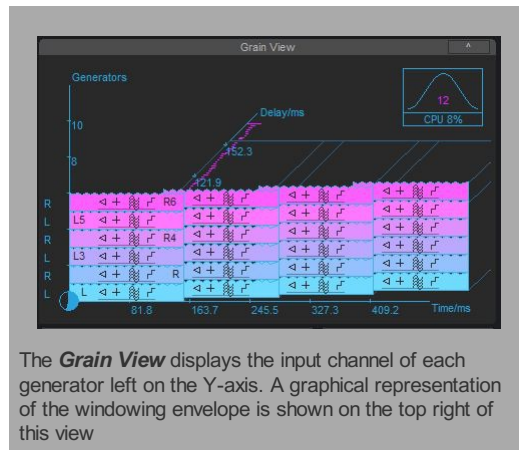 Grain View
^
Generators
Delay/ms
12
CPU 8%
10
152.3
8
121.9
R R6
L L5
R R4
L L3
R R
L L
81.8 163.7 245.5 327.3 409.2 Time/ms
The Grain View displays the input channel of each
generator left on the Y-axis. A graphical representation
of the windowing envelope is shown on the top right of
this view